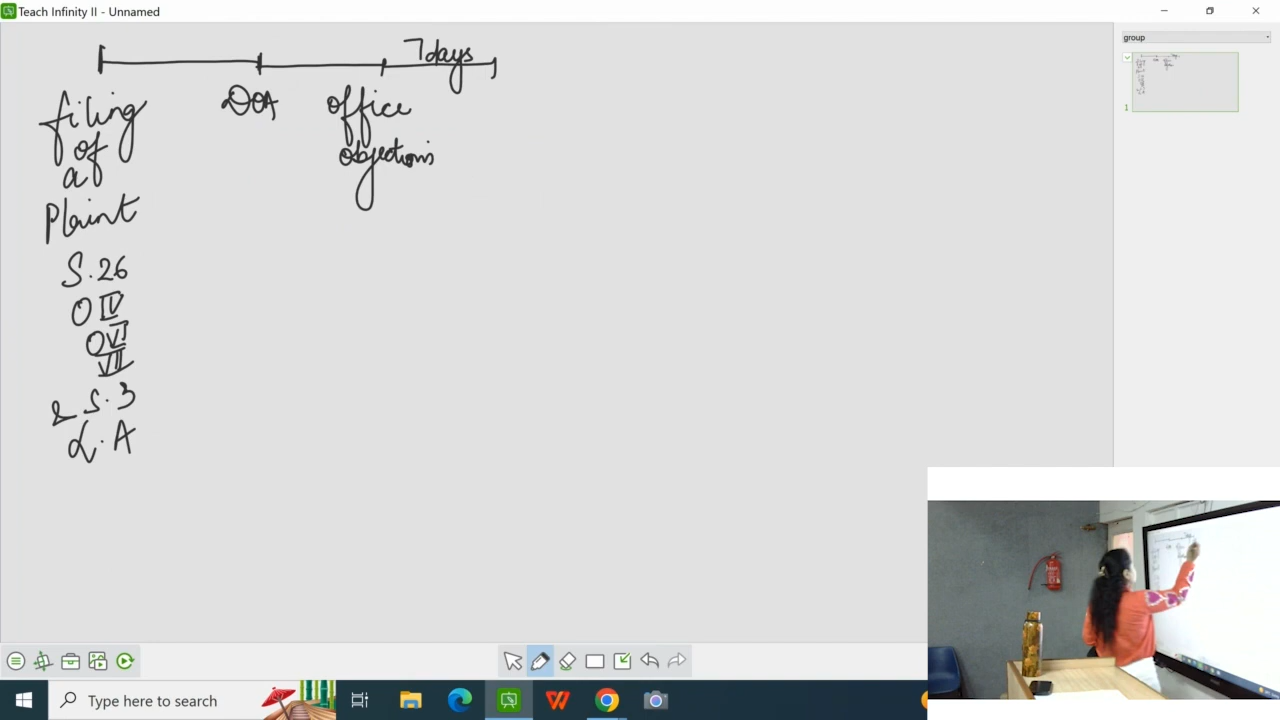 Teach Infinity II - Unnamed
group
7days
filing
of
a
Plaint
DOA
office
objections
S.26
O IV
O VI
VII
& S.3
L.A
1
Type here to search